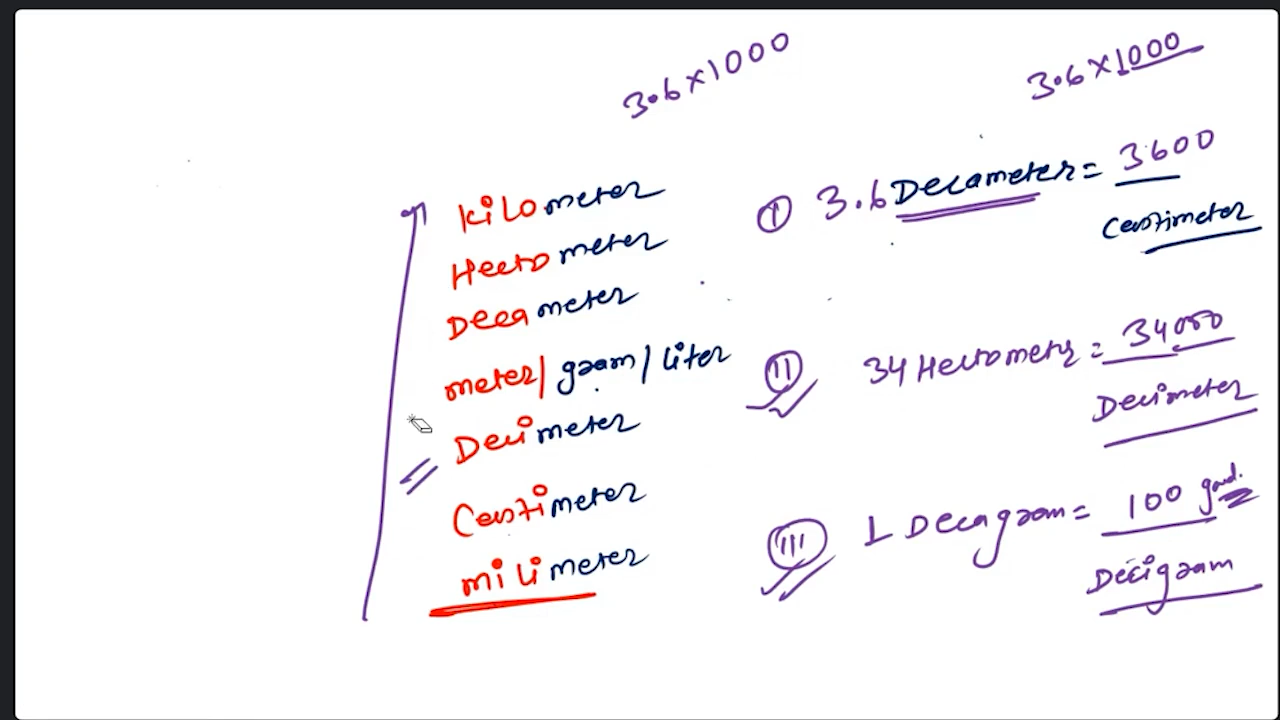 3.6×1000
3.6×1000
kilometer
Hectometer
Decameter
meter/gram/liter
Decimeter
Centimeter
milimeter
① 3.6 Decameter = 3600
Centimeter
(II) 34 Hectometer = 34000
Decimeter
(III) 1 Decagram = 100
Decigram